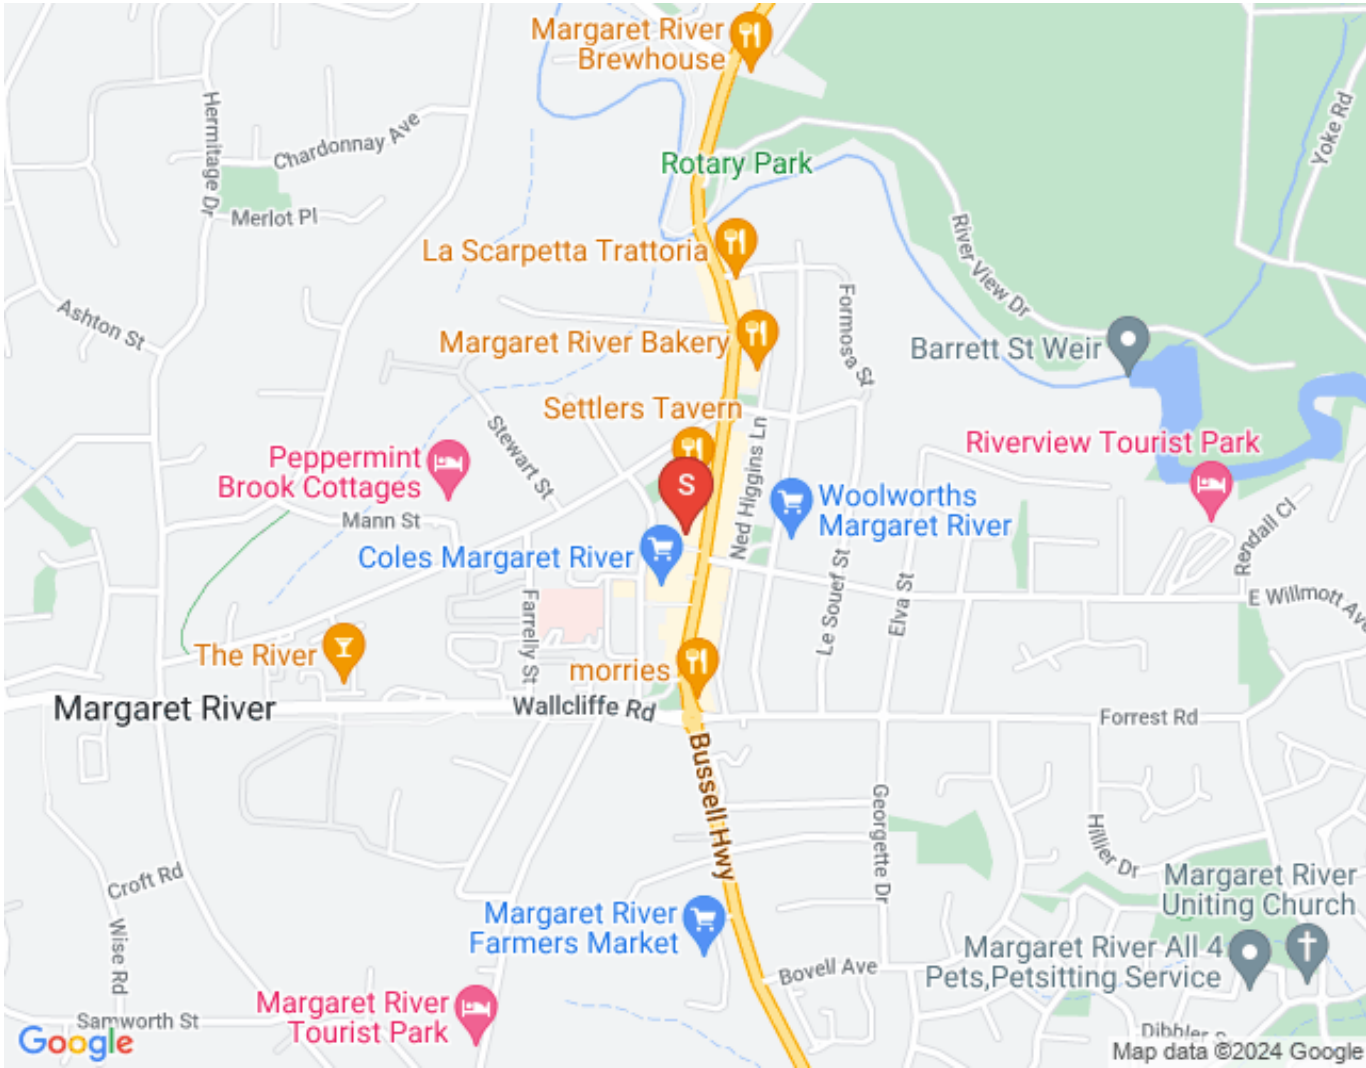 Margaret River
Brewhouse
Yoke Rd
Hermitage Dr
Chardonnay Ave
Rotary Park
Merlot Pl
La Scarpetta Trattoria
River View Dr
Formosa St
Ashton St
Margaret River Bakery
Barrett St Weir
Settlers Tavern
Stewart St
Ned Higgins Ln
Riverview Tourist Park
Peppermint
Brook Cottages
S
Woolworths
Margaret River
Mann St
Rendall Cl
Coles Margaret River
Le Souef St
Elva St
E Willmott Ave
Farrelly St
The River
morries
Margaret River
Wallcliffe Rd
Forrest Rd
Bussell Hwy
Georgette Dr
Hillier Dr
Croft Rd
Margaret River
Uniting Church
Margaret River
Farmers Market
Wise Rd
Margaret River All 4
Pets,Petsitting Service
Bovell Ave
Margaret River
Tourist Park
Samworth St
Dibbler
Google
Map data ©2024 Google